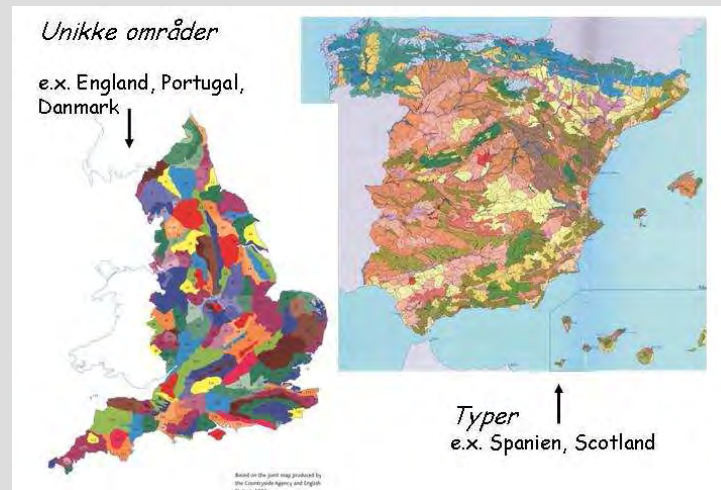 Unikke områder
e.x. England, Portugal,
Danmark
Typer
e.x. Spanien, Scotland
Based on the joint map produced by
the Countryside Agency and English